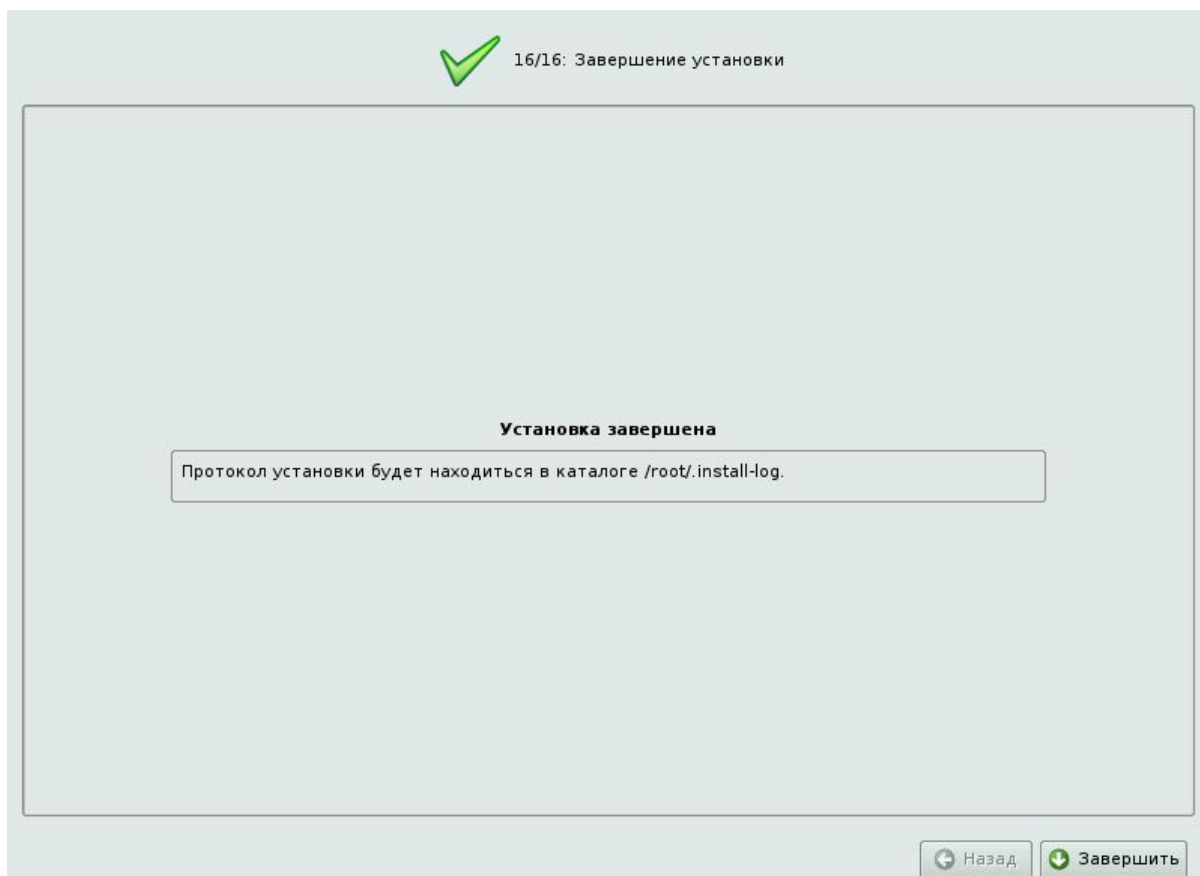 16/16: Завершение установки
Установка завершена
Протокол установки будет находиться в каталоге /root/.install-log.
Назад
Завершить